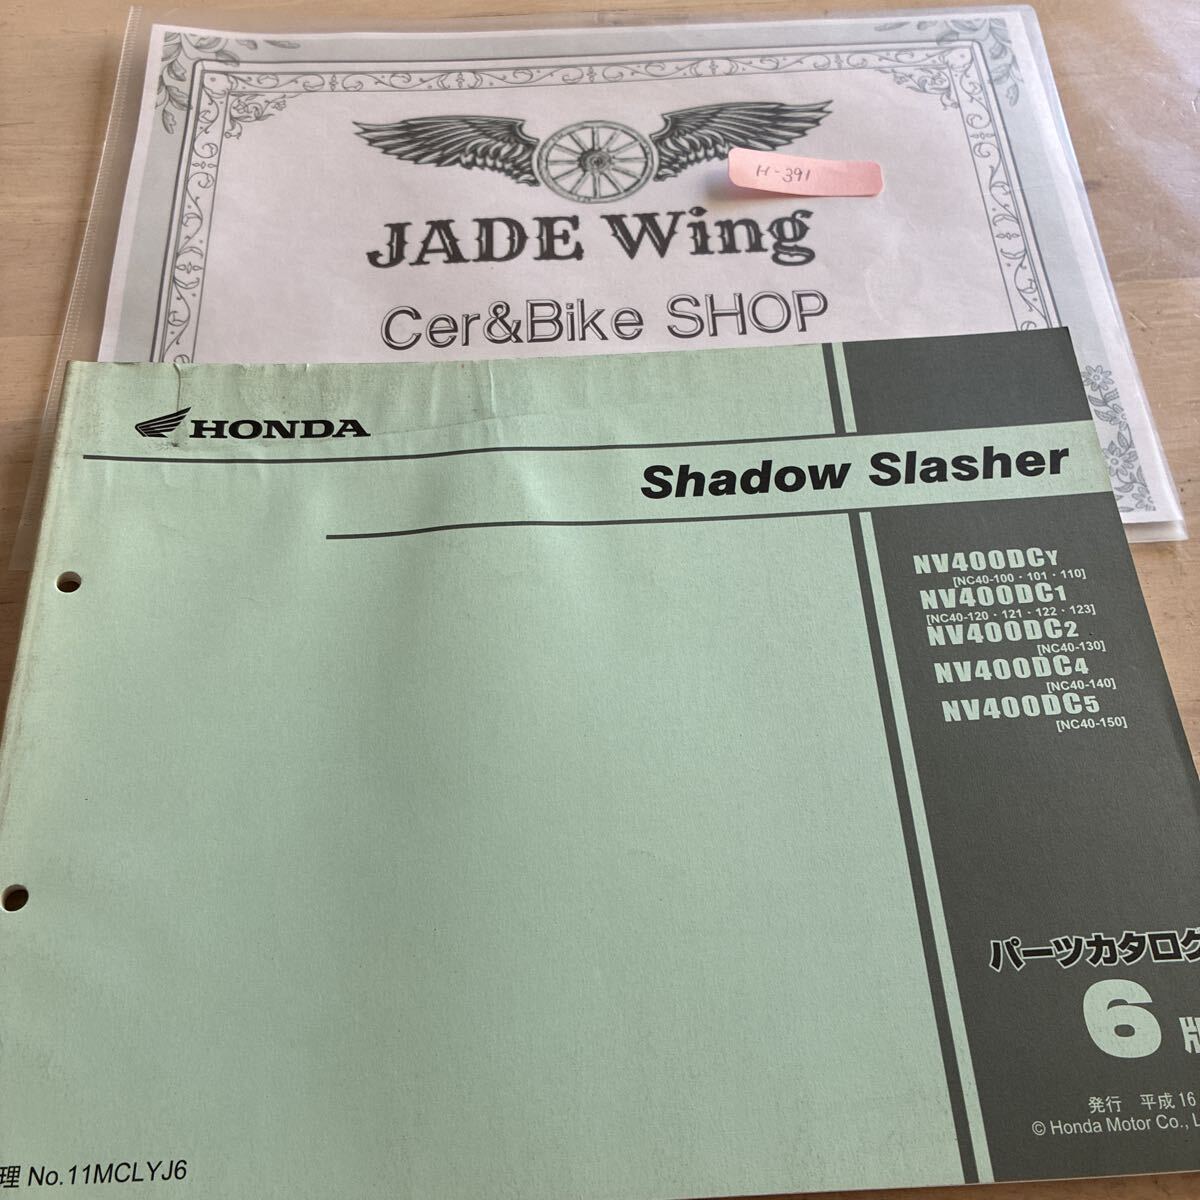 H-391
JADE Wing
Cer&Bike SHOP
HONDA
Shadow Slasher
NV400DCY
[NC40-100・101・110]
NV400DC1
[NC40-120・121・122・123]
NV400DC2
[NC40-130]
NV400DC4
[NC40-140]
NV400DC5
[NC40-150]
パーツカタログ
6版
発行 平成16
© Honda Motor Co., L
理 No.11MCLYJ6